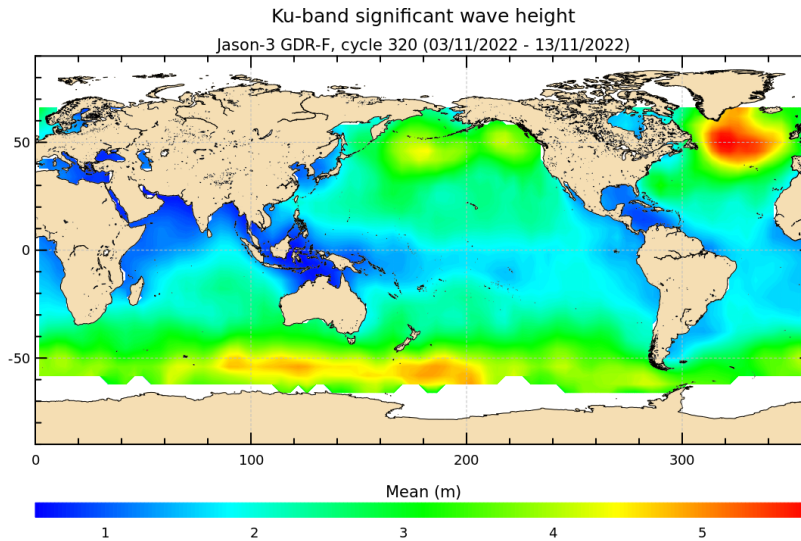 Ku-band significant wave height
Jason-3 GDR-F, cycle 320 (03/11/2022 - 13/11/2022)
50
0
-50
0 100 200 300
Mean (m)
1 2 3 4 5